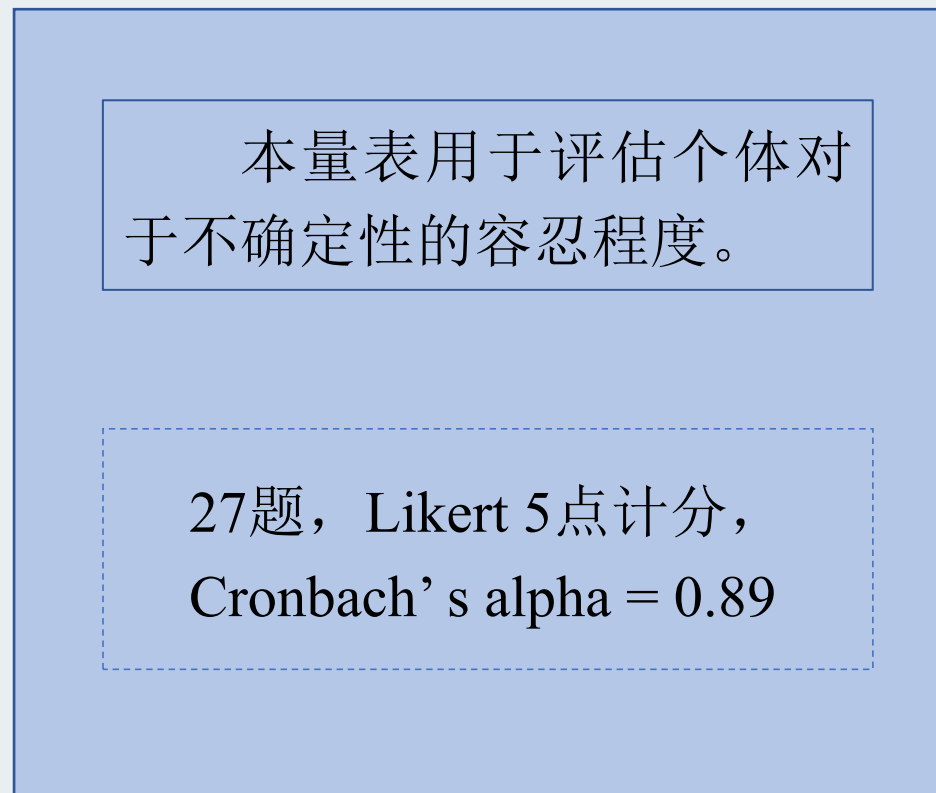 本量表用于评估个体对
于不确定性的容忍程度。
27题，Likert 5点计分，
Cronbach’s alpha = 0.89